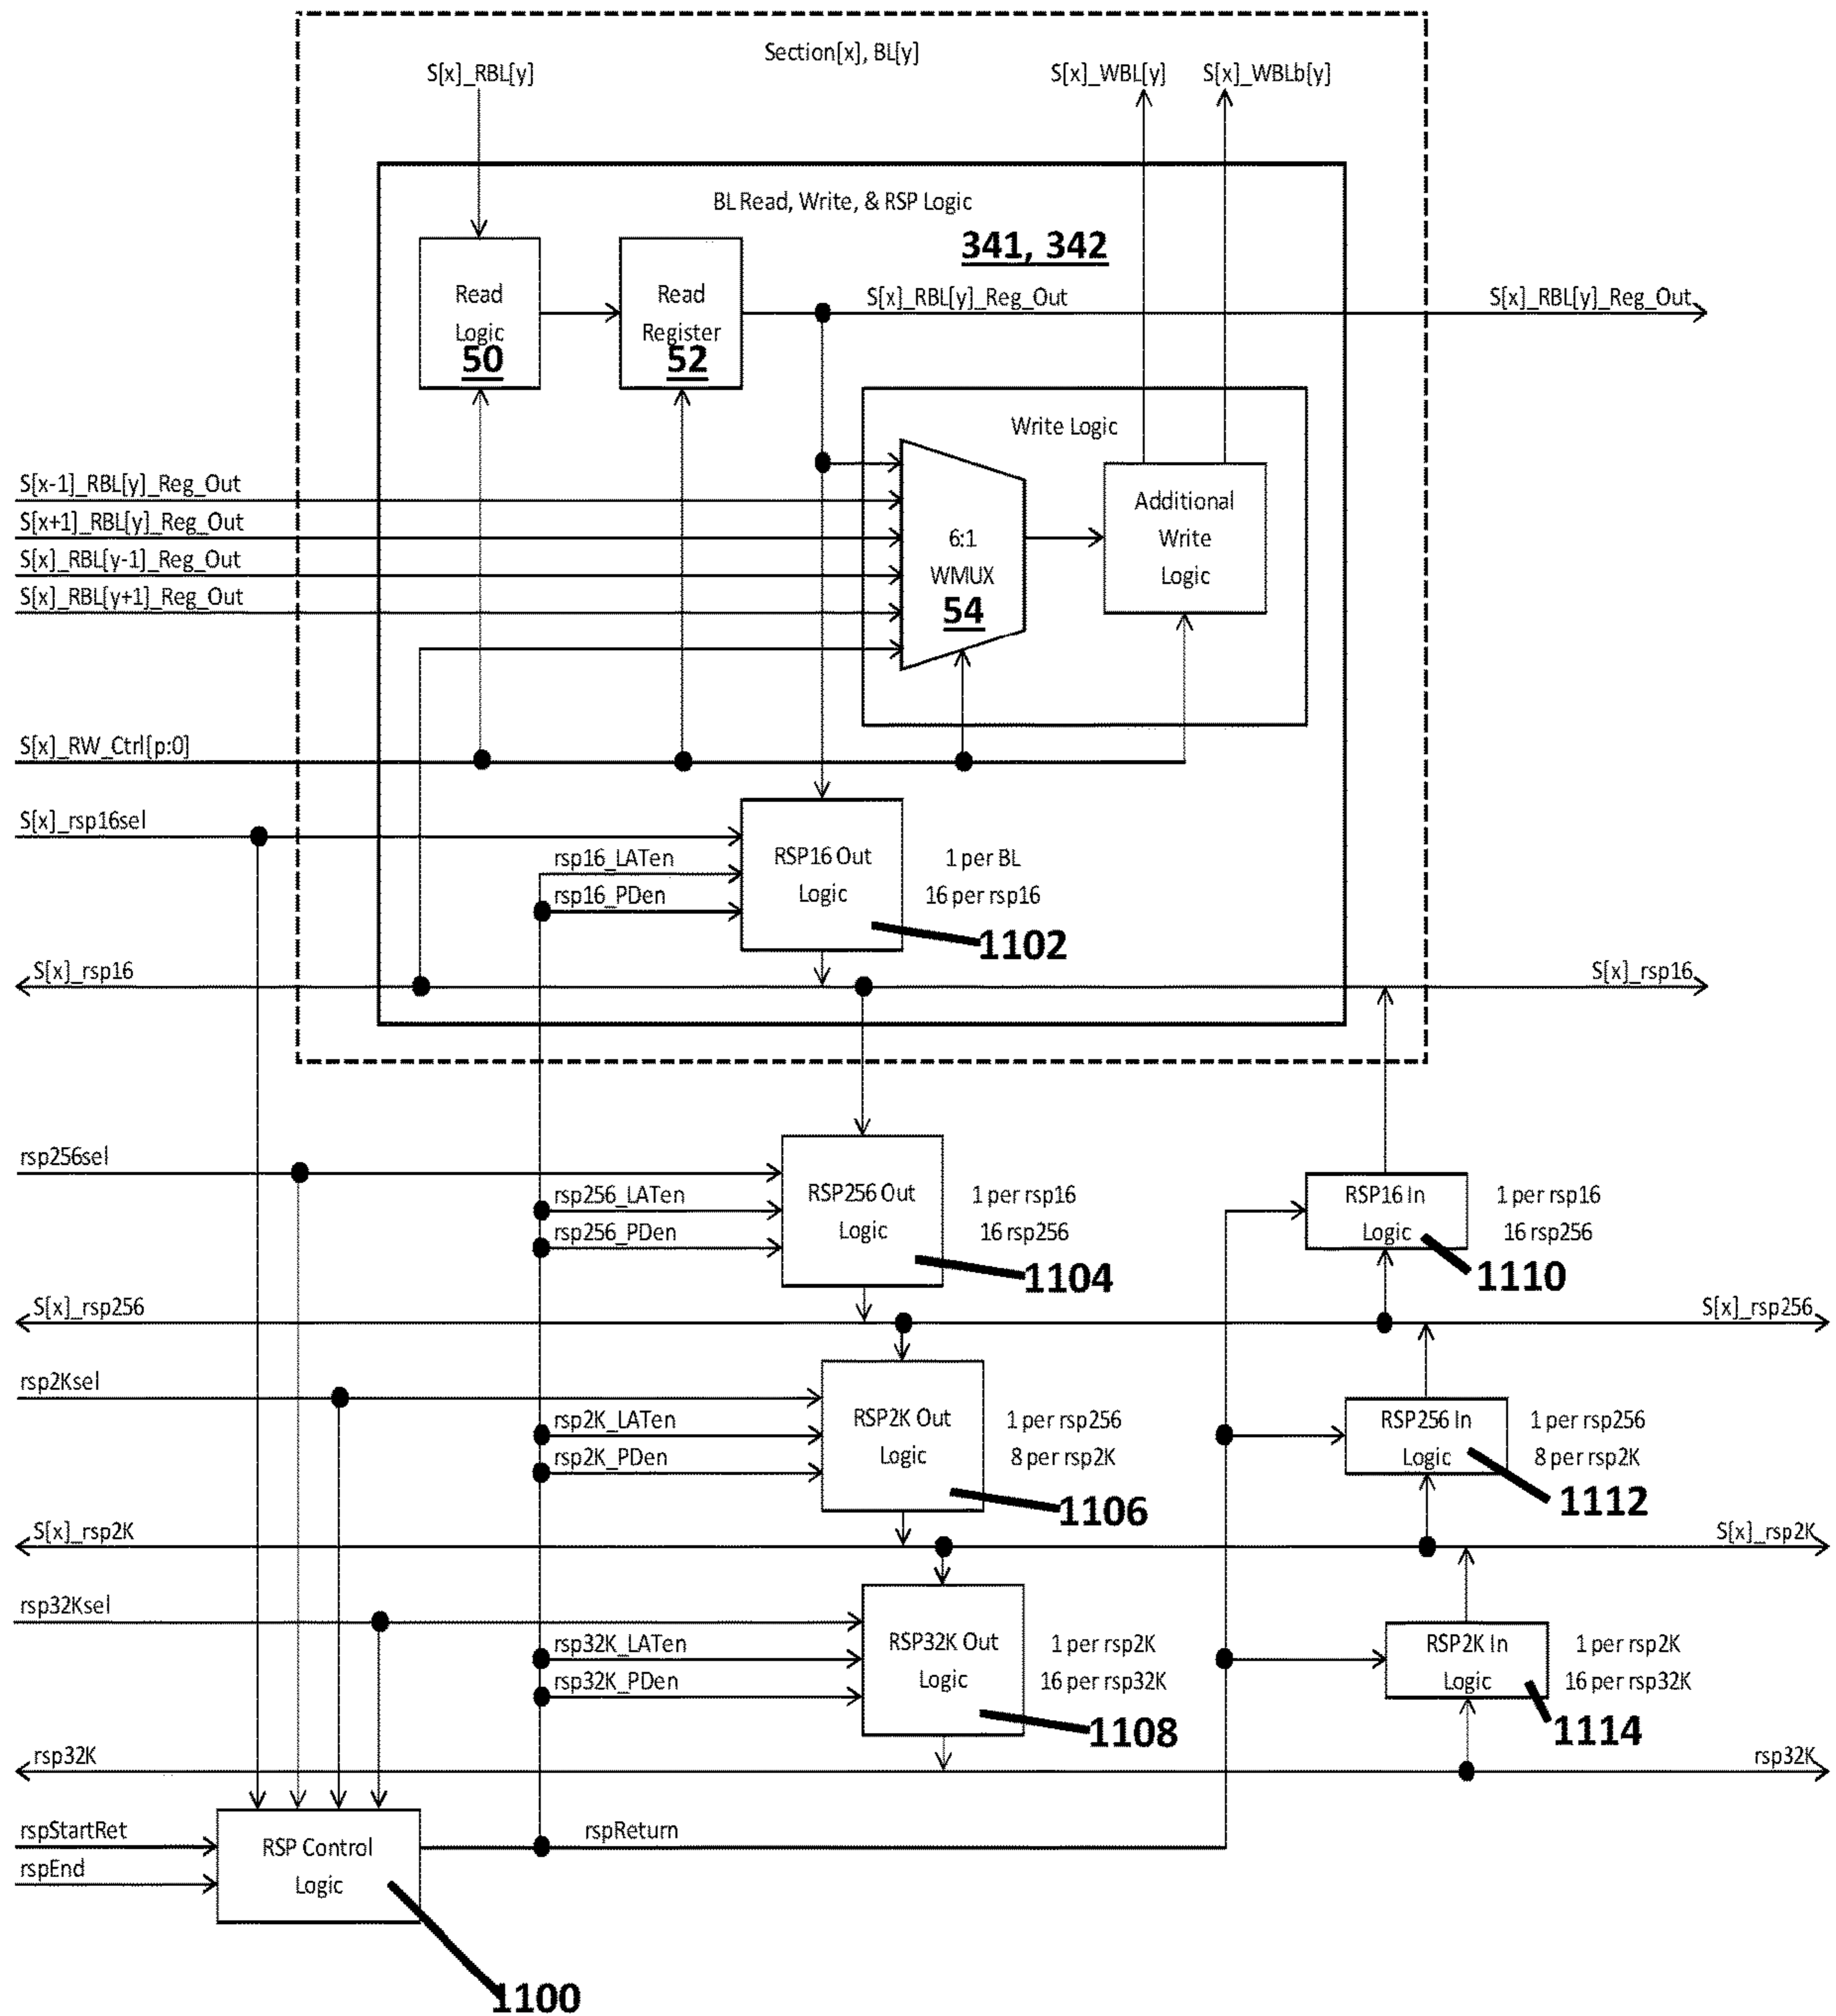 Section[x], BL[y]
S[x]_RBL[y]
S[x]_WBL[y]
S[x]_WBLb[y]
BL Read, Write, & RSP Logic
341, 342
Read
Logic
50
Read
Register
52
S[x]_RBL[y]_Reg_Out
S[x]_RBL[y]_Reg_Out
Write Logic
S[x-1]_RBL[y]_Reg_Out
S[x+1]_RBL[y]_Reg_Out
S[x]_RBL[y-1]_Reg_Out
S[x]_RBL[y+1]_Reg_Out
6:1
WMUX
54
Additional
Write
Logic
S[x]_RW_Ctrl[p:0]
S[x]_rsp16sel
rsp16_LATen
rsp16_PDen
RSP16 Out
Logic
1 per BL
16 per rsp16
1102
S[x]_rsp16
S[x]_rsp16
rsp256sel
rsp256_LATen
rsp256_PDen
RSP256 Out
Logic
1 per rsp16
16 rsp256
1104
RSP16 In
Logic
1 per rsp16
16 rsp256
1110
S[x]_rsp256
S[x]_rsp256
rsp2Ksel
rsp2K_LATen
rsp2K_PDen
RSP2K Out
Logic
1 per rsp256
8 per rsp2K
1106
RSP256 In
Logic
1 per rsp256
8 per rsp2K
1112
S[x]_rsp2K
S[x]_rsp2K
rsp32Ksel
rsp32K_LATen
rsp32K_PDen
RSP32K Out
Logic
1 per rsp2K
16 per rsp32K
1108
RSP2K In
Logic
1 per rsp2K
16 per rsp32K
1114
rsp32K
rsp32K
rspStartRet
rspEnd
RSP Control
Logic
rspReturn
1100